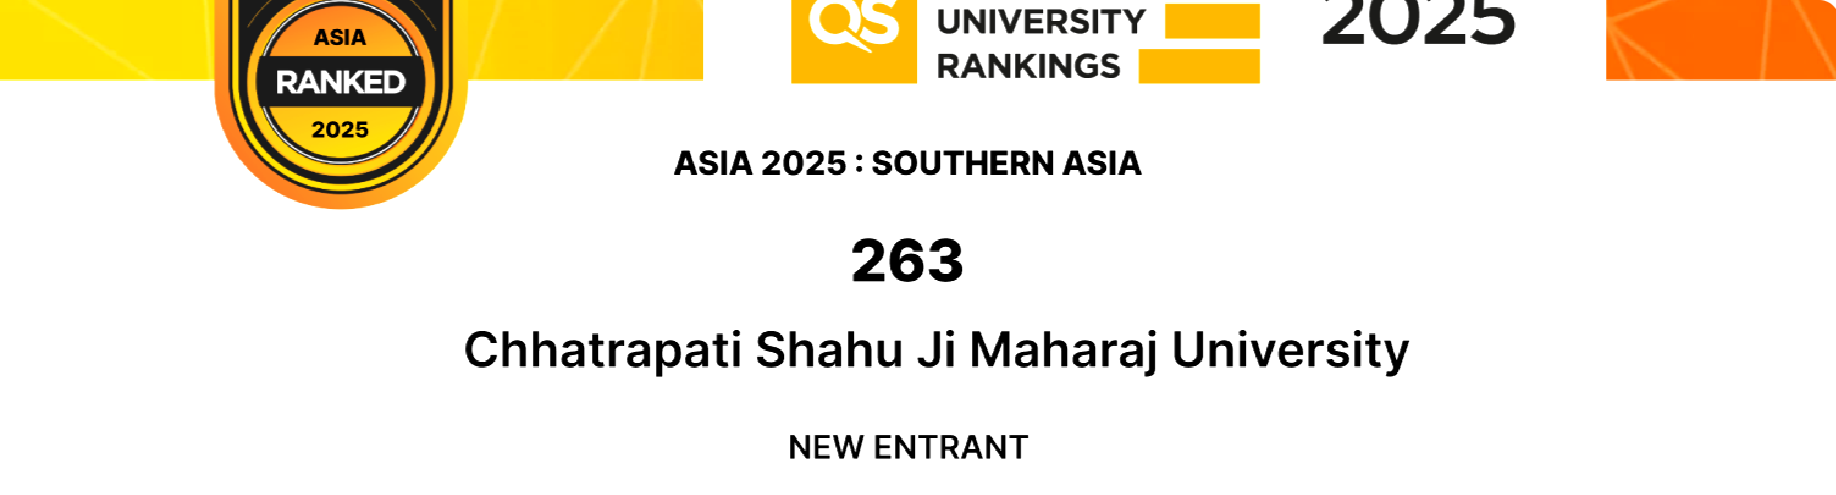 ASIA
RANKED
2025
QS
UNIVERSITY
RANKINGS
2025
ASIA 2025 : SOUTHERN ASIA
263
Chhatrapati Shahu Ji Maharaj University
NEW ENTRANT